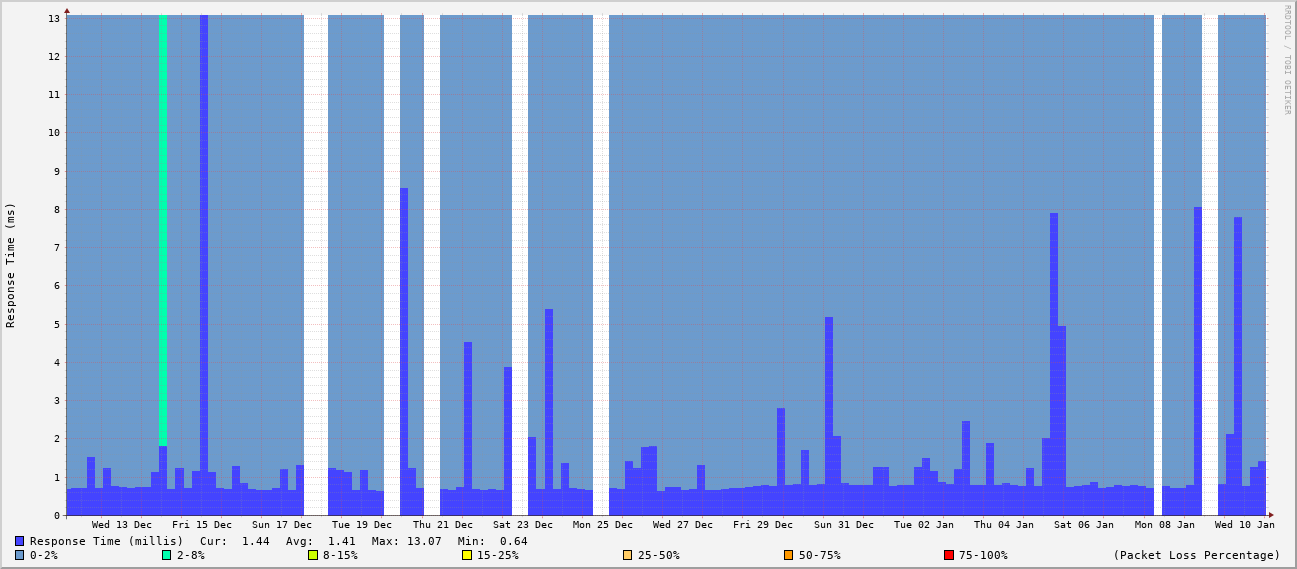 RRDTOOL / TOBI OETIKER
Response Time (ms)
13
12
11
10
9
8
7
6
5
4
3
2
1
0
Wed 13 Dec Fri 15 Dec Sun 17 Dec Tue 19 Dec Thu 21 Dec Sat 23 Dec Mon 25 Dec Wed 27 Dec Fri 29 Dec Sun 31 Dec Tue 02 Jan Thu 04 Jan Sat 06 Jan Mon 08 Jan Wed 10 Jan
Response Time (millis) Cur: 1.44 Avg: 1.41 Max: 13.07 Min: 0.64
0-2% 2-8% 8-15% 15-25% 25-50% 50-75% 75-100% (Packet Loss Percentage)